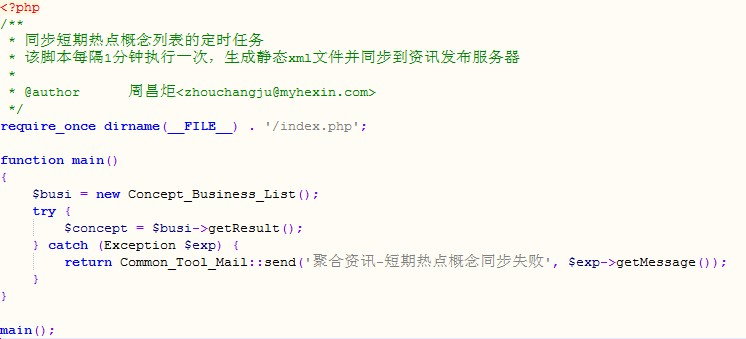 <?php
/**
 * 同步短期热点概念列表的定时任务
 * 该脚本每隔1分钟执行一次，生成静态xml文件并同步到资讯发布服务器
 *
 * @author      周昌炬<zhouchangju@myhexin.com>
 */
require_once dirname(__FILE__) . '/index.php';

function main()
{
    $busi = new Concept_Business_List();
    try {
        $concept = $busi->getResult();
    } catch (Exception $exp) {
        return Common_Tool_Mail::send('聚合资讯-短期热点概念同步失败', $exp->getMessage());
    }
}

main();